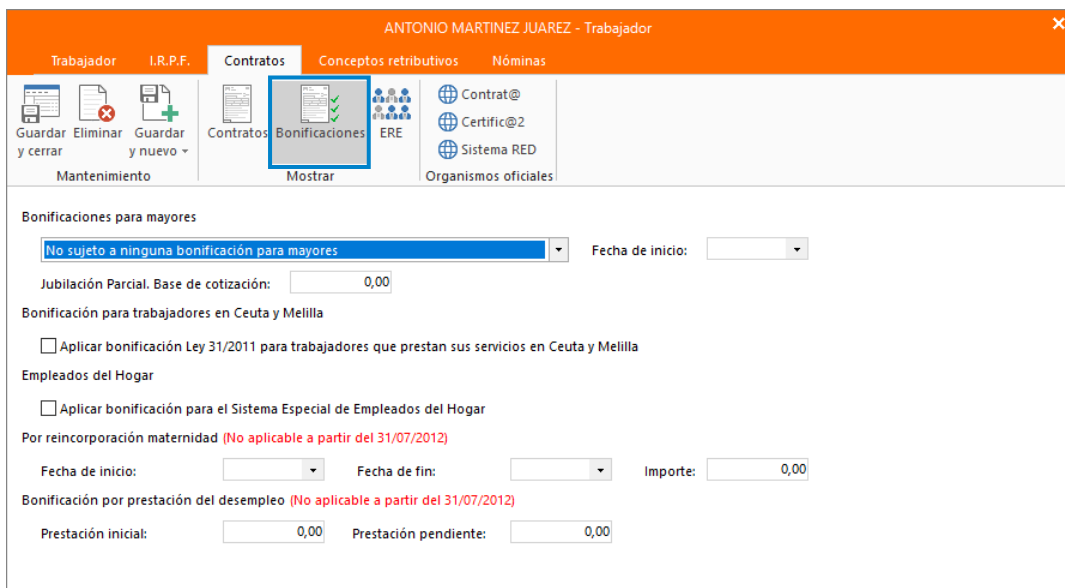 ANTONIO MARTINEZ JUAREZ - Trabajador
Trabajador I.R.P.F. Contratos Conceptos retributivos Nóminas
Guardar y cerrar Eliminar Guardar y nuevo Contratos Bonificaciones ERE
Contrat@
Certific@2
Sistema RED
Mantenimiento Mostrar Organismos oficiales
Bonificaciones para mayores
No sujeto a ninguna bonificación para mayores Fecha de inicio:
Jubilación Parcial. Base de cotización: 0,00
Bonificación para trabajadores en Ceuta y Melilla
Aplicar bonificación Ley 31/2011 para trabajadores que prestan sus servicios en Ceuta y Melilla
Empleados del Hogar
Aplicar bonificación para el Sistema Especial de Empleados del Hogar
Por reincorporación maternidad (No aplicable a partir del 31/07/2012)
Fecha de inicio: Fecha de fin: Importe: 0,00
Bonificación por prestación del desempleo (No aplicable a partir del 31/07/2012)
Prestación inicial: 0,00 Prestación pendiente: 0,00